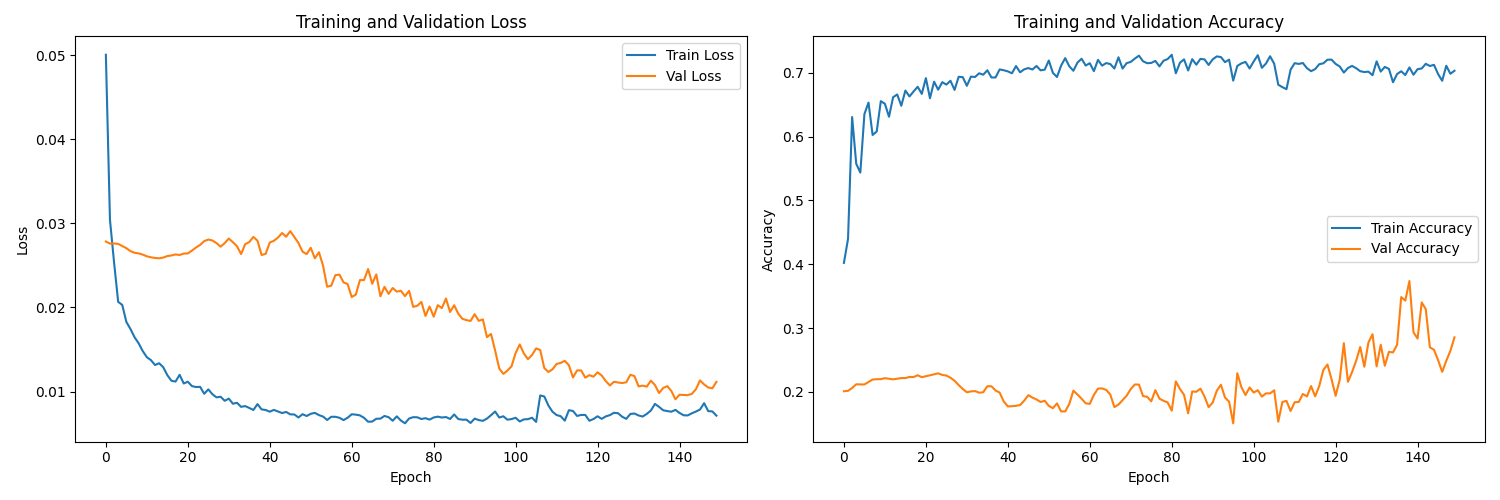 Training and Validation Loss
Train Loss
Val Loss
0.05
0.04
0.03
0.02
0.01
Loss
0 20 40 60 80 100 120 140
Epoch
Training and Validation Accuracy
0.7
0.6
0.5
0.4
0.3
0.2
Accuracy
Train Accuracy
Val Accuracy
0 20 40 60 80 100 120 140
Epoch